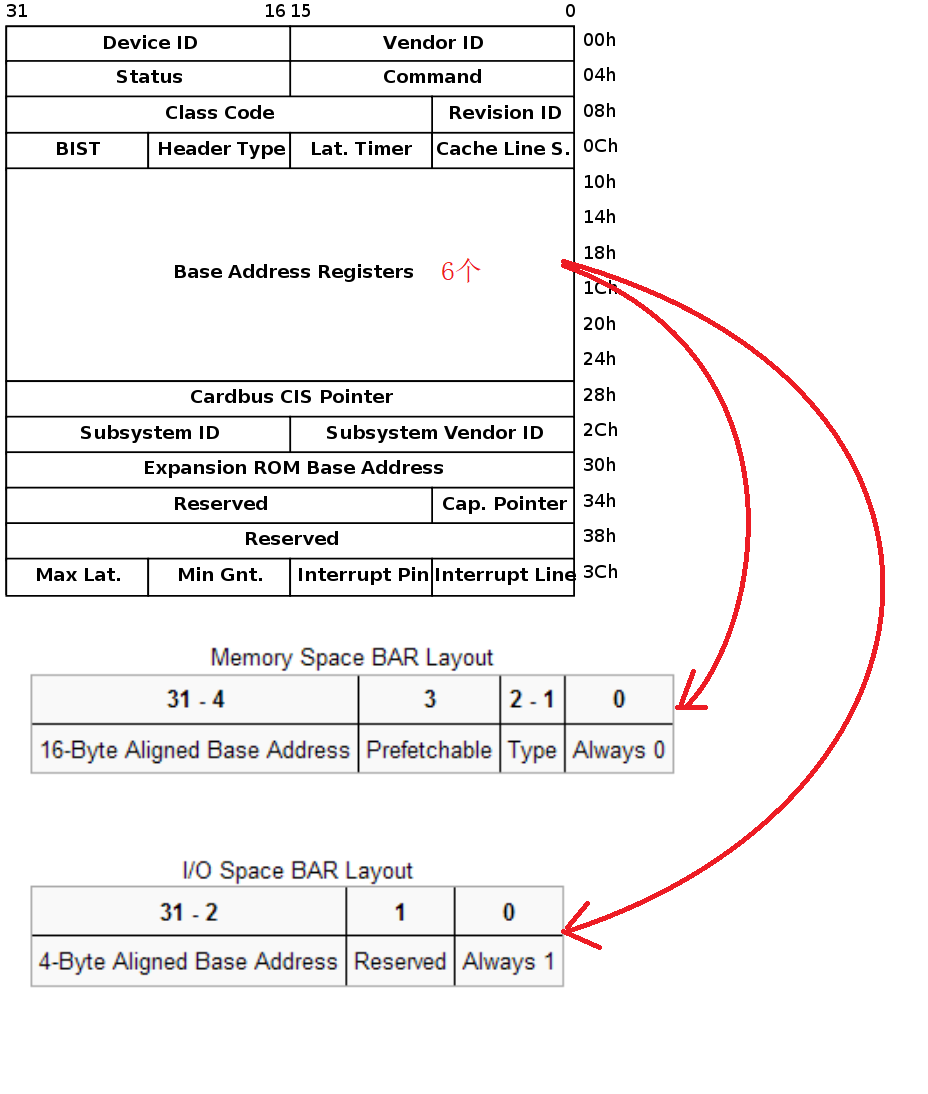 31 16 15 0
Device ID Vendor ID 00h
Status Command 04h
Class Code Revision ID 08h
BIST Header Type Lat. Timer Cache Line S. 0Ch
10h
14h
18h
Base Address Registers 6个
1Ch
20h
24h
Cardbus CIS Pointer 28h
Subsystem ID Subsystem Vendor ID 2Ch
Expansion ROM Base Address 30h
Reserved Cap. Pointer 34h
Reserved 38h
Max Lat. Min Gnt. Interrupt Pin Interrupt Line 3Ch
Memory Space BAR Layout
31 - 4 3 2 - 1 0
16-Byte Aligned Base Address Prefetchable Type Always 0
I/O Space BAR Layout
31 - 2 1 0
4-Byte Aligned Base Address Reserved Always 1